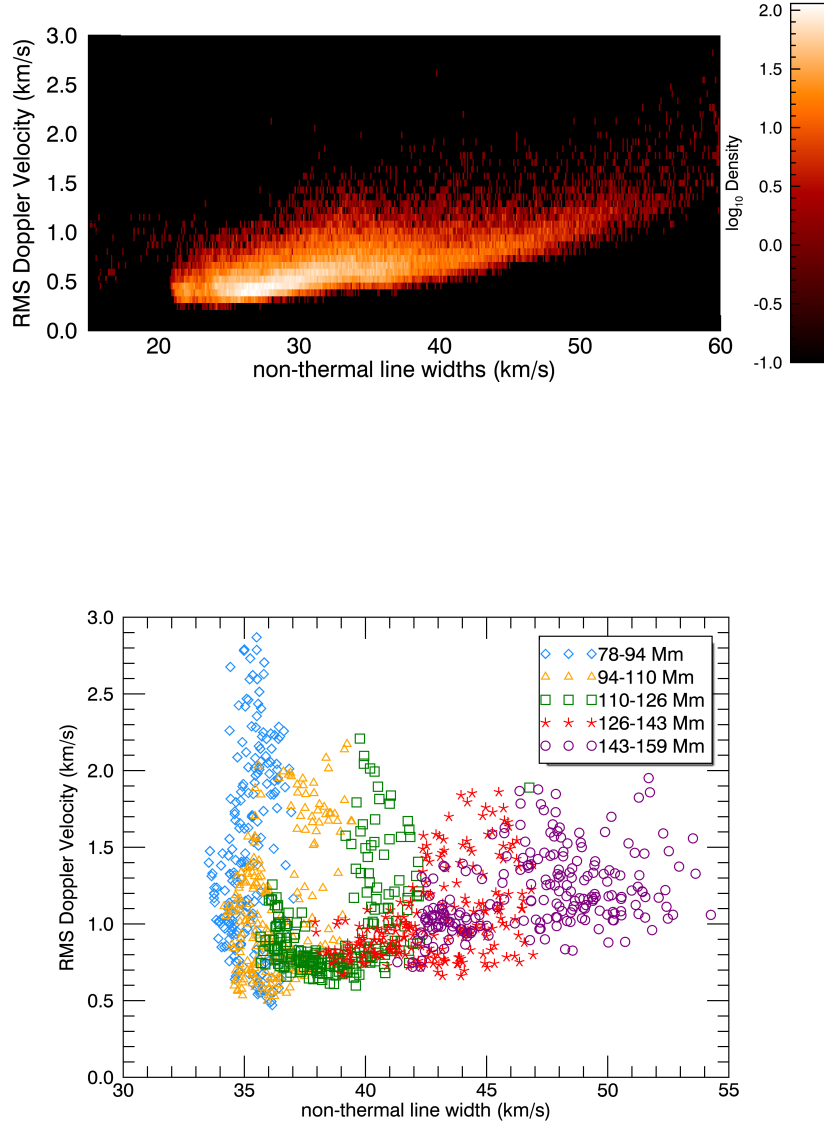 3.0
2.5
2.0
1.5
1.0
0.5
0.0
RMS Doppler Velocity (km/s)
20 30 40 50 60
non-thermal line widths (km/s)
2.0
1.5
1.0
0.5
0.0
-0.5
-1.0
log₁₀ Density
3.0
2.5
2.0
1.5
1.0
0.5
0.0
RMS Doppler Velocity (km/s)
78-94 Mm
94-110 Mm
110-126 Mm
126-143 Mm
143-159 Mm
30 35 40 45 50 55
non-thermal line width (km/s)